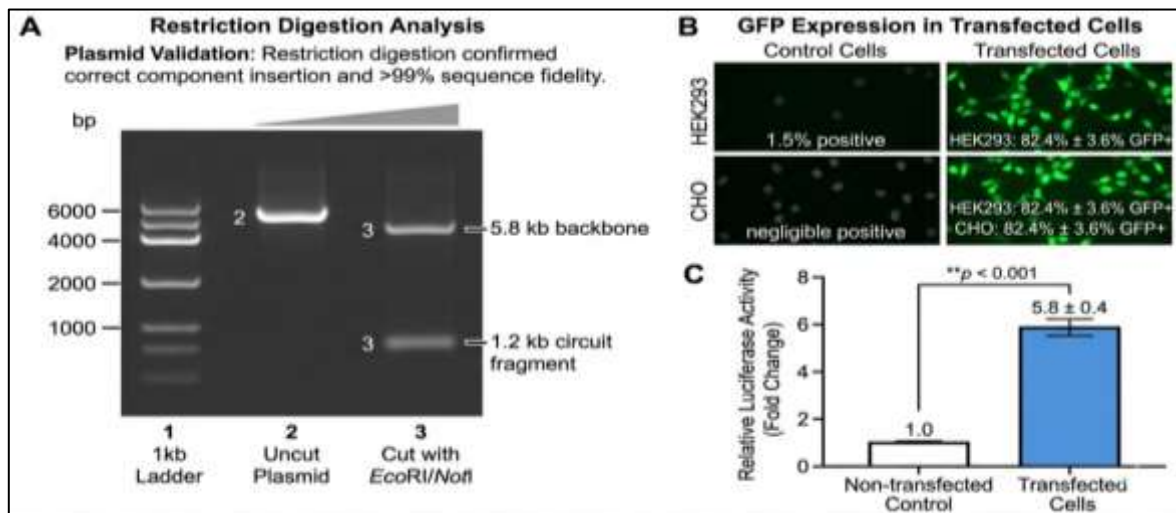 A
Restriction Digestion Analysis
Plasmid Validation: Restriction digestion confirmed
correct component insertion and >99% sequence fidelity.
bp
6000
4000
2000
1000
2
3
3
5.8 kb backbone
1.2 kb circuit
fragment
1
1kb
Ladder
2
Uncut
Plasmid
3
Cut with
EcoRI/NotI
B
GFP Expression in Transfected Cells
Control Cells
Transfected Cells
HEK293
1.5% positive
HEK293: 82.4% ± 3.6% GFP+
CHO
negligible positive
HEK293: 82.4% ± 3.6% GFP+
CHO: 82.4% ± 3.6% GFP+
C
Relative Luciferase Activity
(Fold Change)
8
6
4
2
0
**p < 0.001
1.0
5.8 ± 0.4
Non-transfected
Control
Transfected
Cells